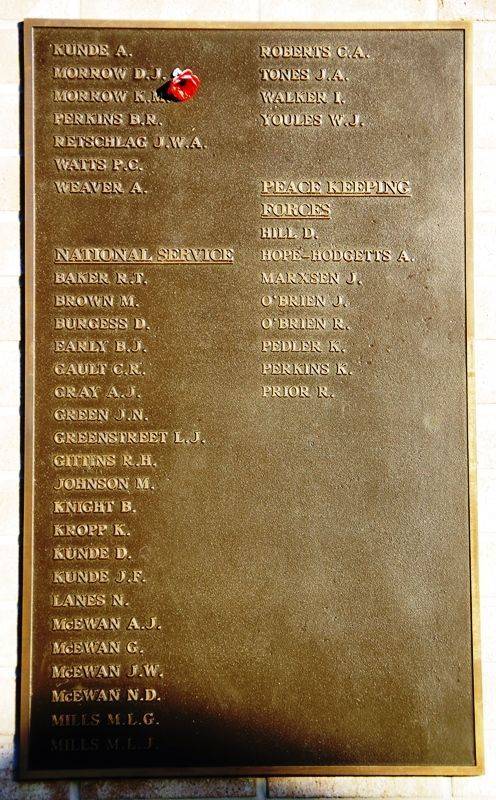 KUNDE A.
MORROW D.J.
MORROW K.M.
PERKINS B.R.
RETSCHLAG J.W.A.
WATTS P.C.
WEAVER A.
NATIONAL SERVICE
BAKER R.T.
BROWN M.
BURGESS D.
EARLY B.J.
GAULT C.R.
GRAY A.J.
GREEN J.N.
GREENSTREET L.J.
GITTINS R.H.
JOHNSON M.
KNIGHT B.
KROPP K.
KUNDE D.
KUNDE J.F.
LANES N.
McEWAN A.J.
McEWAN G.
McEWAN J.W.
McEWAN N.D.
MILLS M.L.G.
MILLS M.L.J.
ROBERTS C.A.
TONES J.A.
WALKER I.
YOULES W.J.
PEACE KEEPING
FORCES
HILL D.
HOPE-HODGETTS A.
MARXSEN J.
O'BRIEN J.
O'BRIEN R.
PEDLER K.
PERKINS K.
PRIOR R.